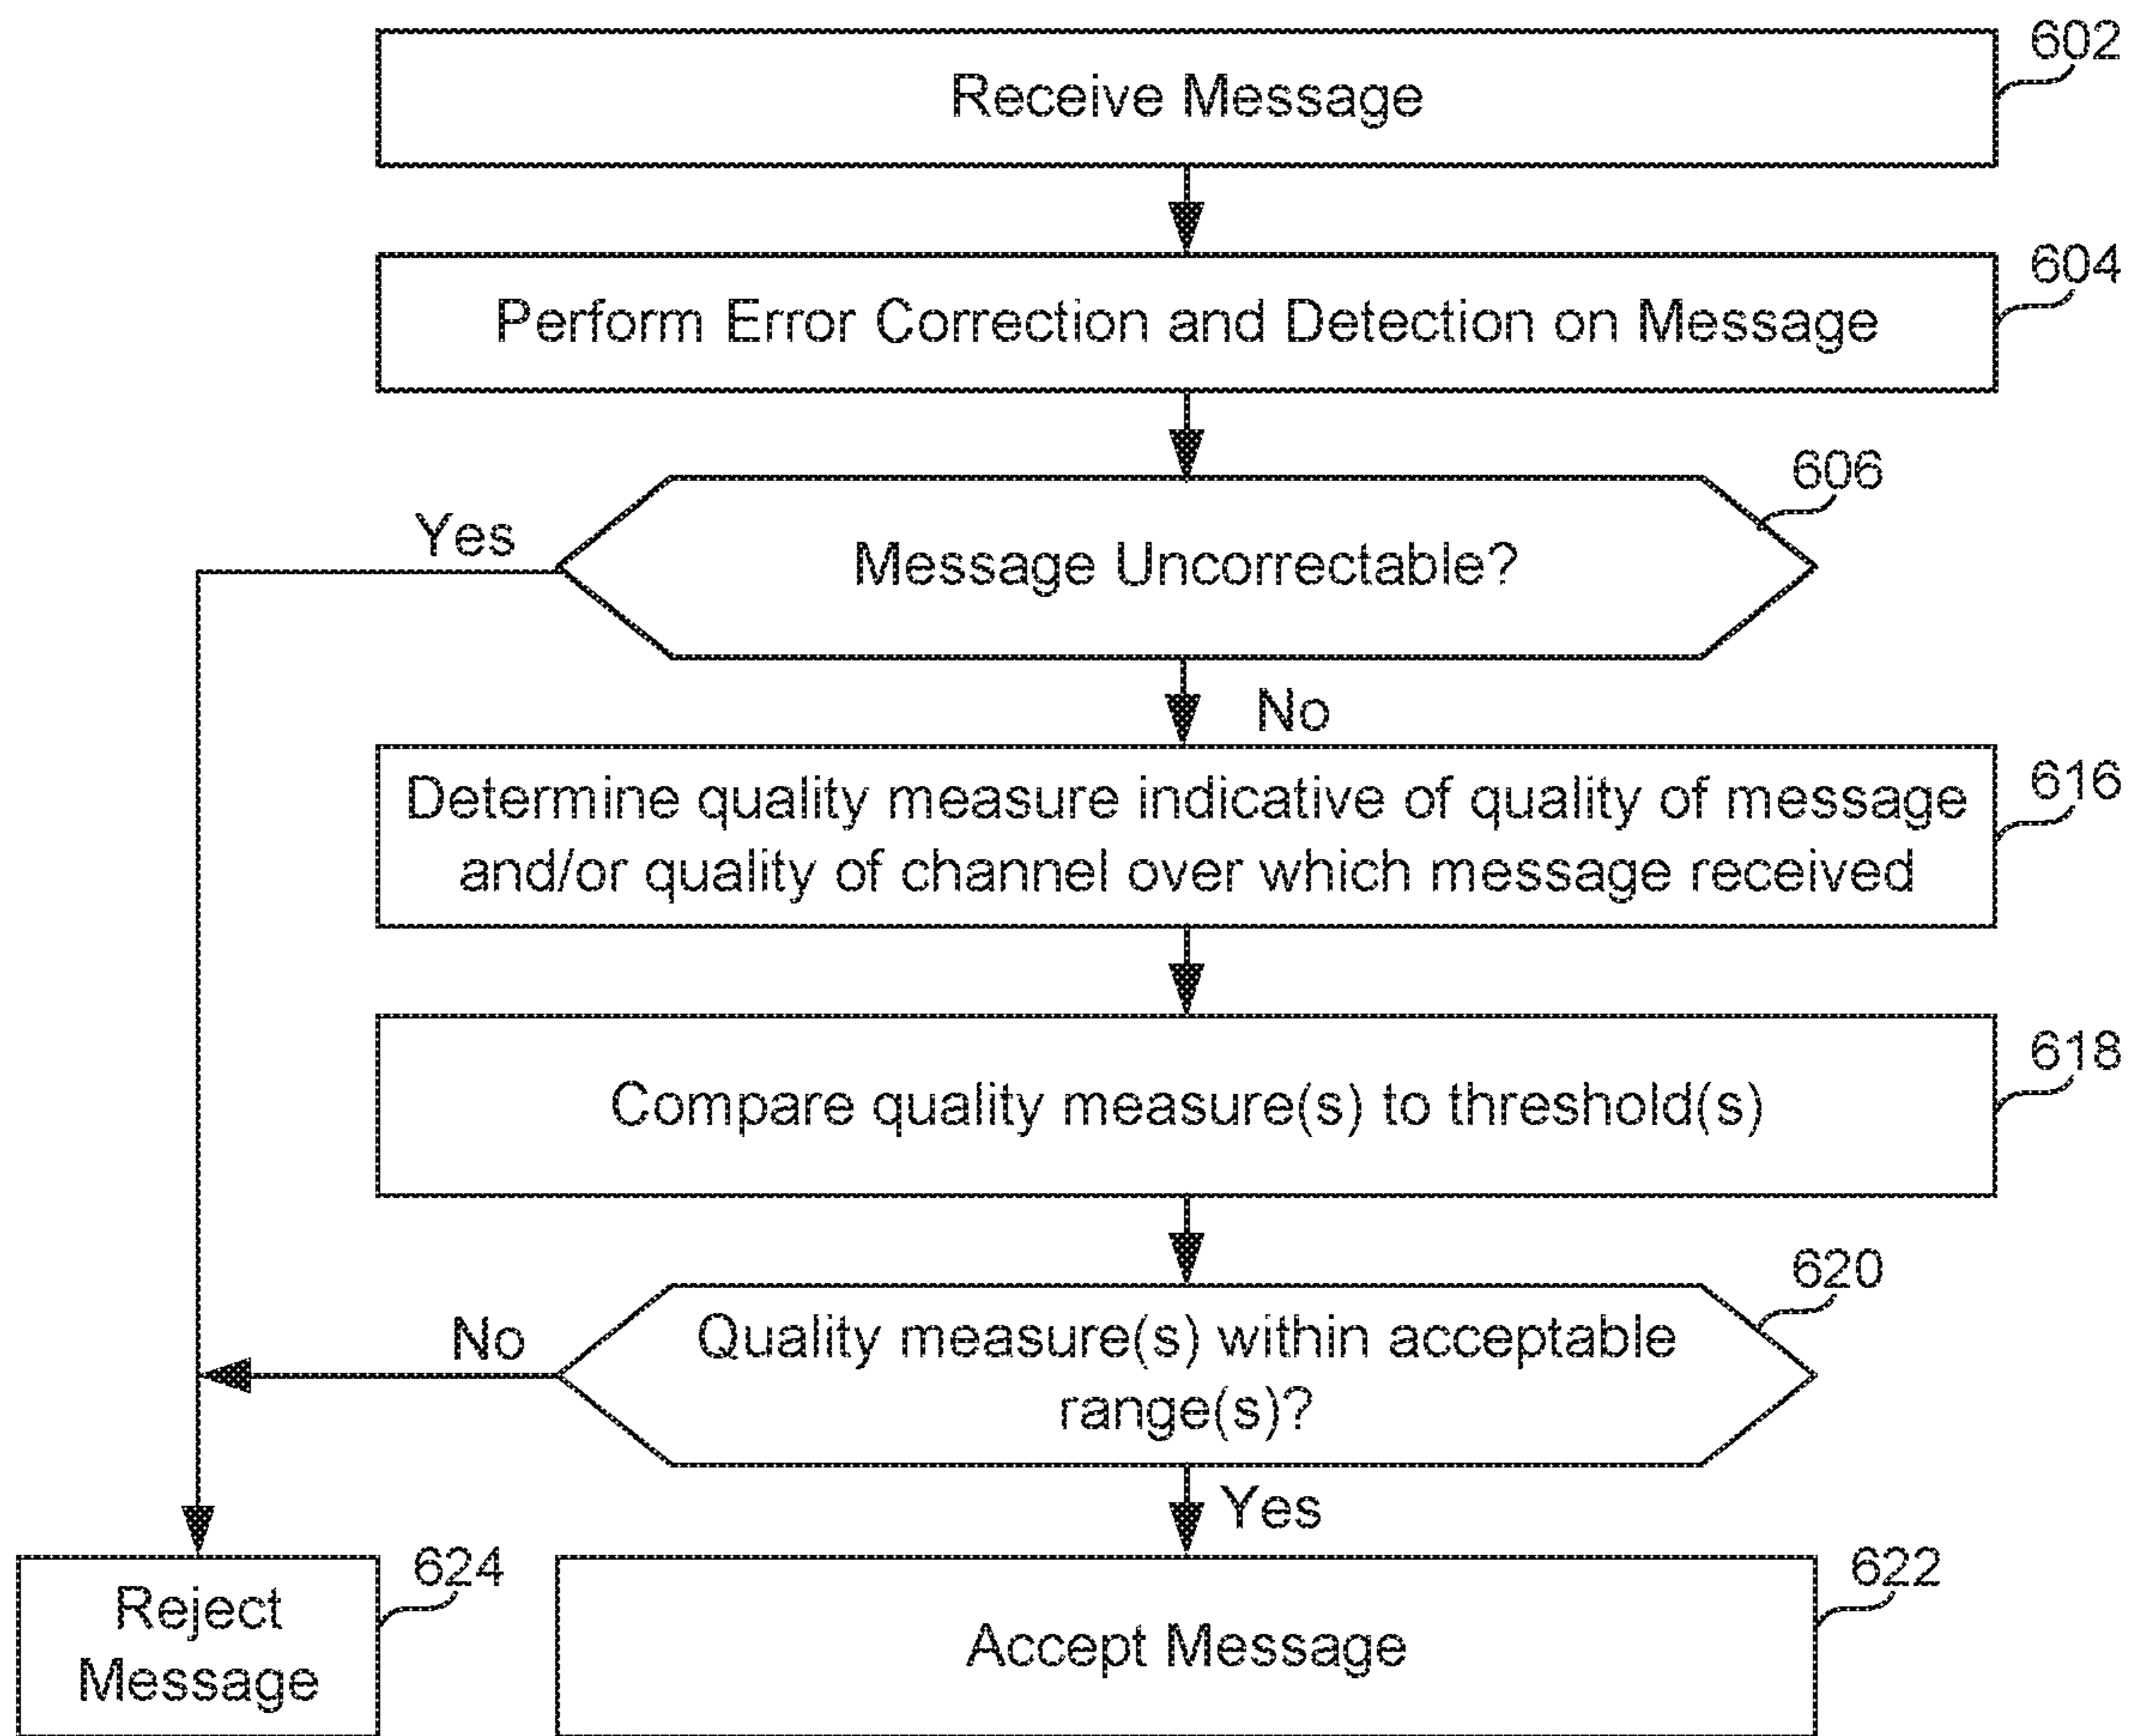 602
Receive Message
604
Perform Error Correction and Detection on Message
606
Yes
Message Uncorrectable?
No
616
Determine quality measure indicative of quality of message
and/or quality of channel over which message received
618
Compare quality measure(s) to threshold(s)
620
No
Quality measure(s) within acceptable
range(s)?
Yes
624
Reject
Message
622
Accept Message